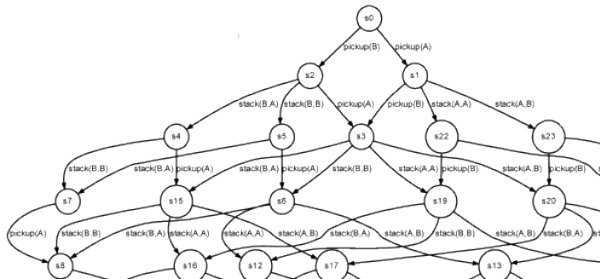 s0
pickup(B) pickup(A)
s2 s1
stack(B,A) stack(B,B) pickup(A) pickup(B) stack(A,A) stack(A,B)
s4 s5 s3 s22 s23
stack(B,B) stack(B,A) pickup(A) stack(B,A) pickup(A) stack(B.B) stack(A,A) pickup(B) stack(A,B) pickup(B)
s7 s15 s6 s19 s20
pickup(A) stack(B,B) stack(B,A) stack(A,A) stack(A,A) stack(A,B) stack(B,A) stack(A,B) stack(B,B) stack(B,A)
s8 s16 s12 s17 s13